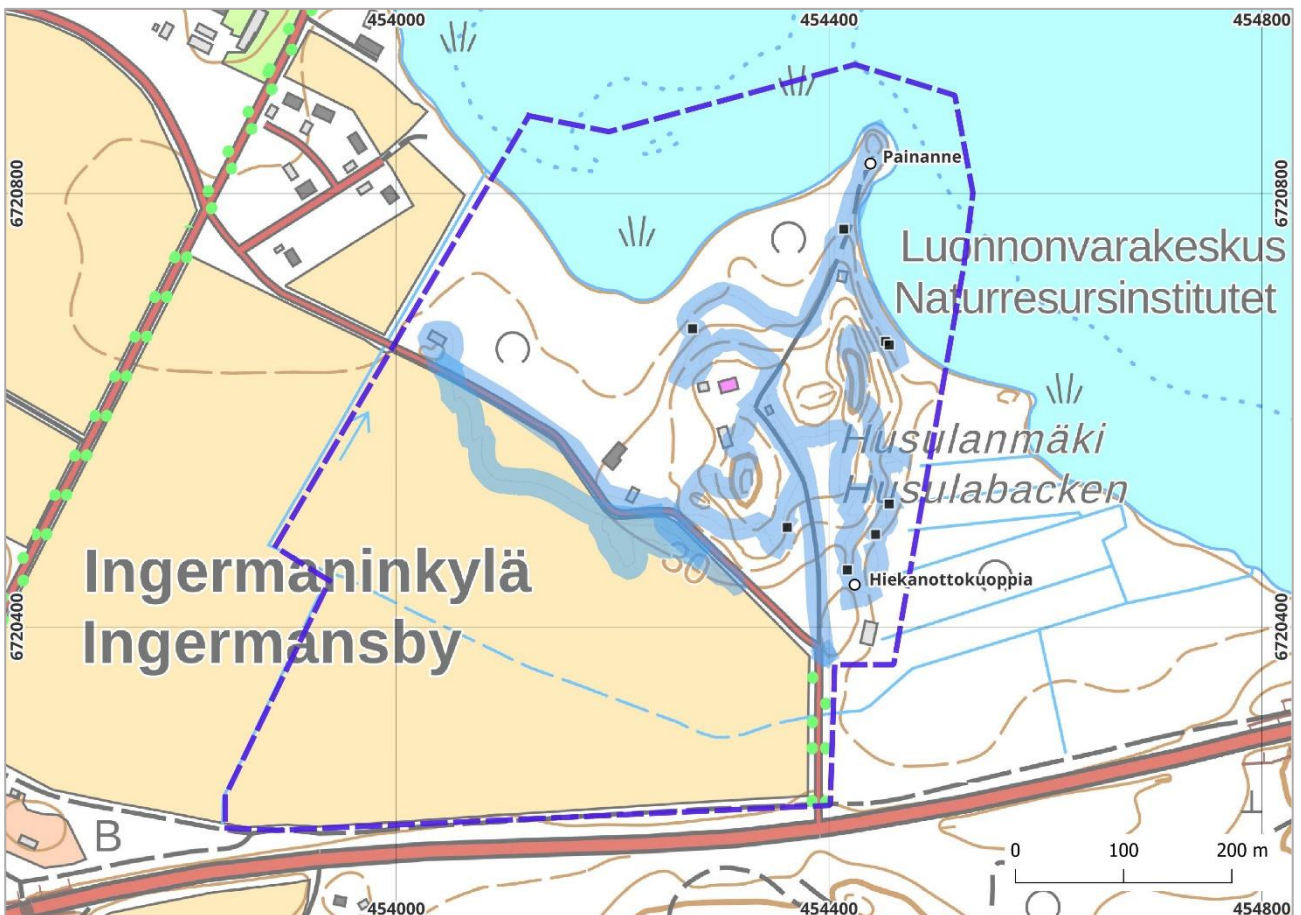 454000
454400
454800
6720800
6720800
Painanne
Luonnonvarakeskus
Naturresursinstitutet
Husulanmäki
Husulabacken
30
Ingermaninkylä
Ingermansby
Hiekanottokuoppia
6720400
6720400
B
0 100 200 m
454000
454400
454800